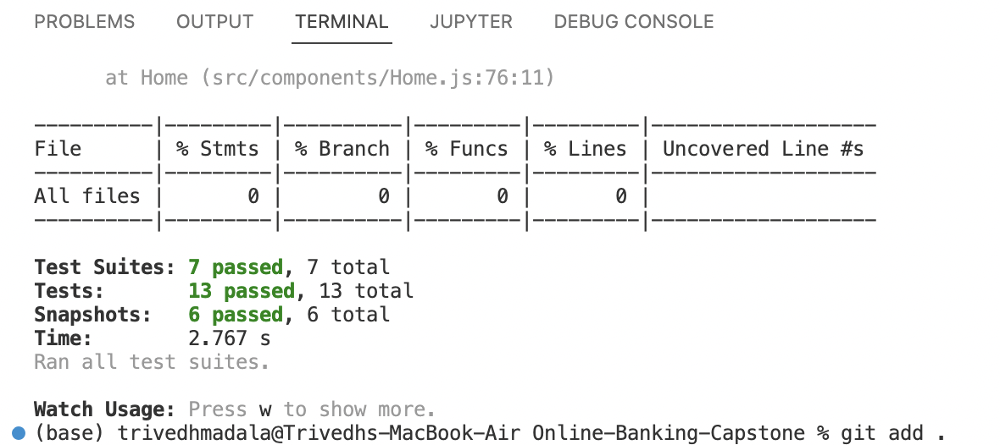 PROBLEMS OUTPUT TERMINAL JUPYTER DEBUG CONSOLE
at Home (src/components/Home.js:76:11)
----------|---------|----------|---------|---------|-------------------
File      | % Stmts | % Branch | % Funcs | % Lines | Uncovered Line #s
----------|---------|----------|---------|---------|-------------------
All files |       0 |        0 |       0 |       0 |
----------|---------|----------|---------|---------|-------------------
Test Suites: 7 passed, 7 total
Tests:       13 passed, 13 total
Snapshots:   6 passed, 6 total
Time:        2.767 s
Ran all test suites.
Watch Usage: Press w to show more.
(base) trivedhmadala@Trivedhs-MacBook-Air Online-Banking-Capstone % git add .